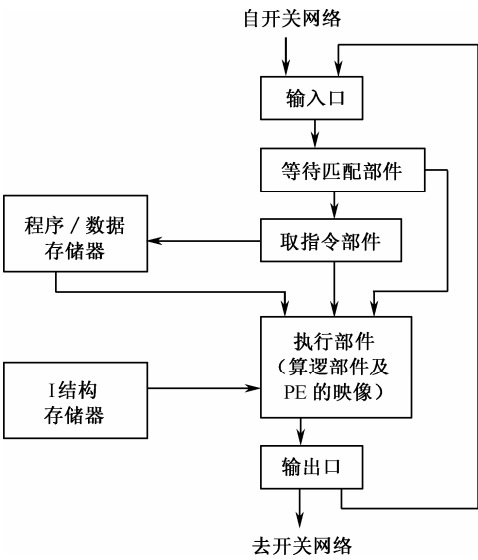 自开关网络
输入口
等待匹配部件
程序／数据
存储器
取指令部件
执行部件
（算逻部件及
PE的映像）
I结构
存储器
输出口
去开关网络